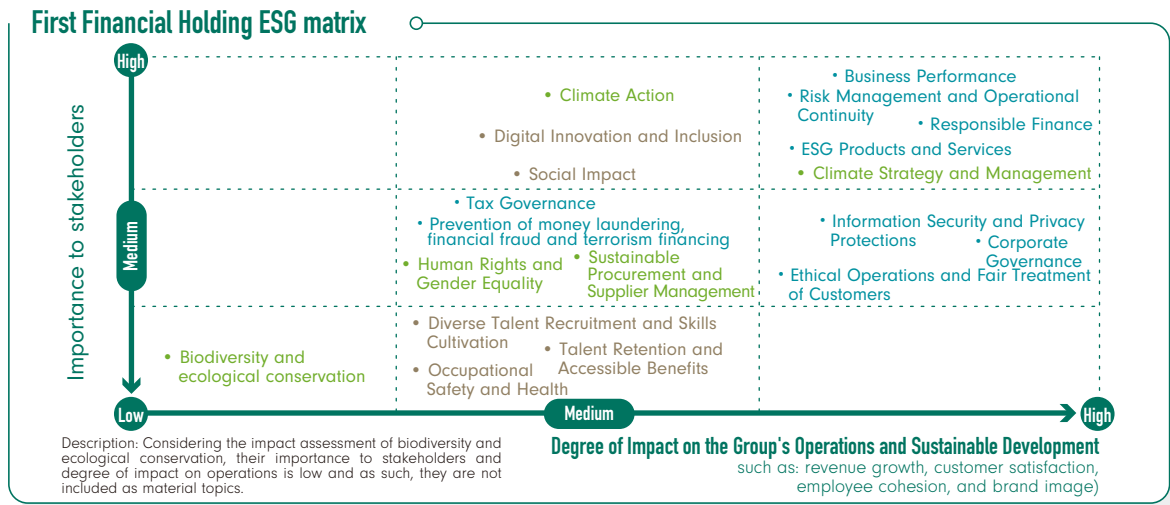 First Financial Holding ESG matrix
High
Importance to stakeholders
Medium
Low
• Climate Action
• Digital Innovation and Inclusion
• Social Impact
• Business Performance
• Risk Management and Operational
Continuity
• Responsible Finance
• ESG Products and Services
• Climate Strategy and Management
• Tax Governance
• Prevention of money laundering,
financial fraud and terrorism financing
• Human Rights and
Gender Equality
• Sustainable
Procurement and
Supplier Management
• Information Security and Privacy
Protections
• Corporate
Governance
• Ethical Operations and Fair Treatment
of Customers
• Biodiversity and
ecological conservation
• Diverse Talent Recruitment and Skills
Cultivation
• Talent Retention and
Accessible Benefits
• Occupational
Safety and Health
Medium
High
Description: Considering the impact assessment of biodiversity and
ecological conservation, their importance to stakeholders and
degree of impact on operations is low and as such, they are not
included as material topics.
Degree of Impact on the Group's Operations and Sustainable Development
such as: revenue growth, customer satisfaction,
employee cohesion, and brand image)